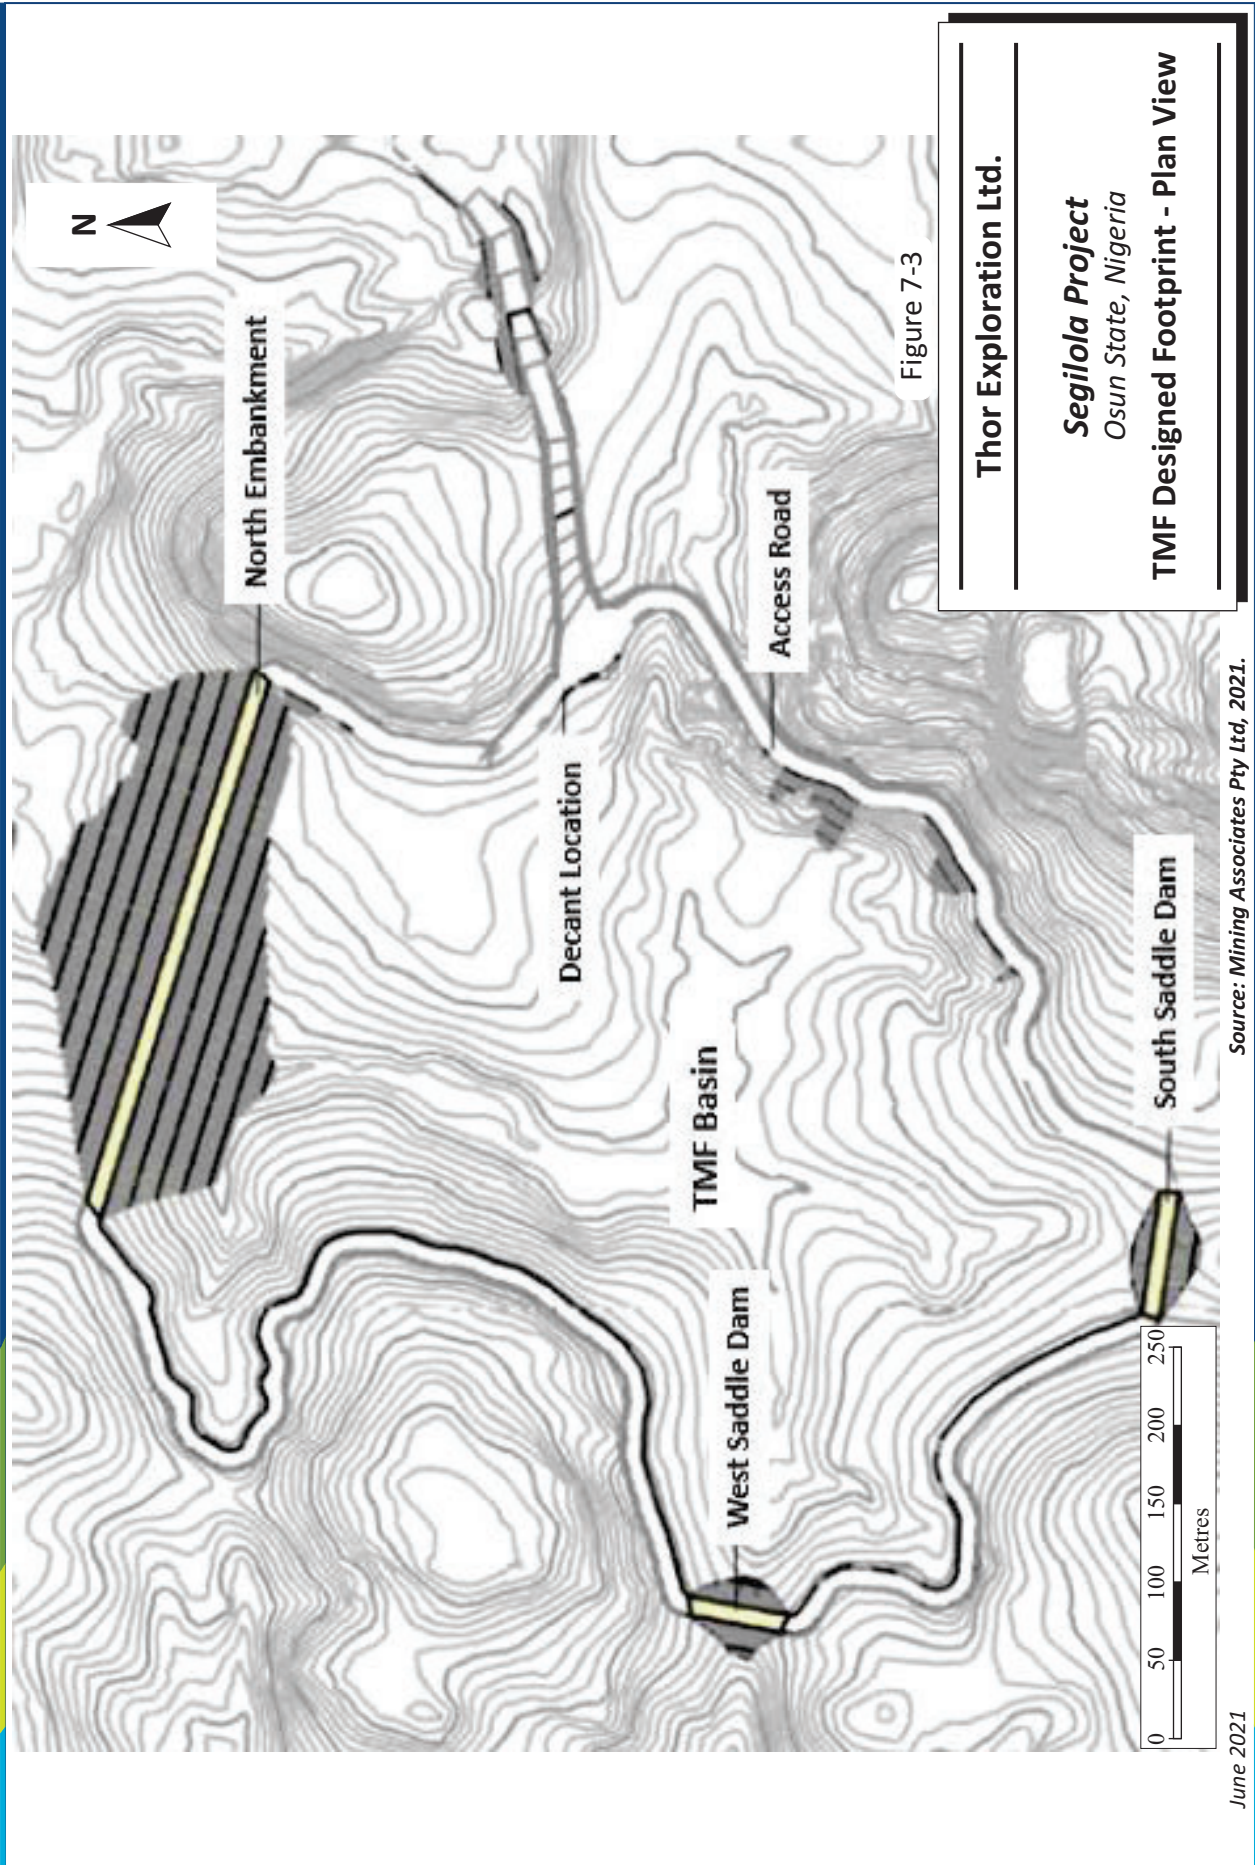 N
North Embankment
Decant Location
Access Road
TMF Basin
West Saddle Dam
South Saddle Dam
0 50 100 150 200 250
Metres
Figure 7-3
Thor Exploration Ltd.
Segilola Project
Osun State, Nigeria
TMF Designed Footprint - Plan View
June 2021
Source: Mining Associates Pty Ltd, 2021.